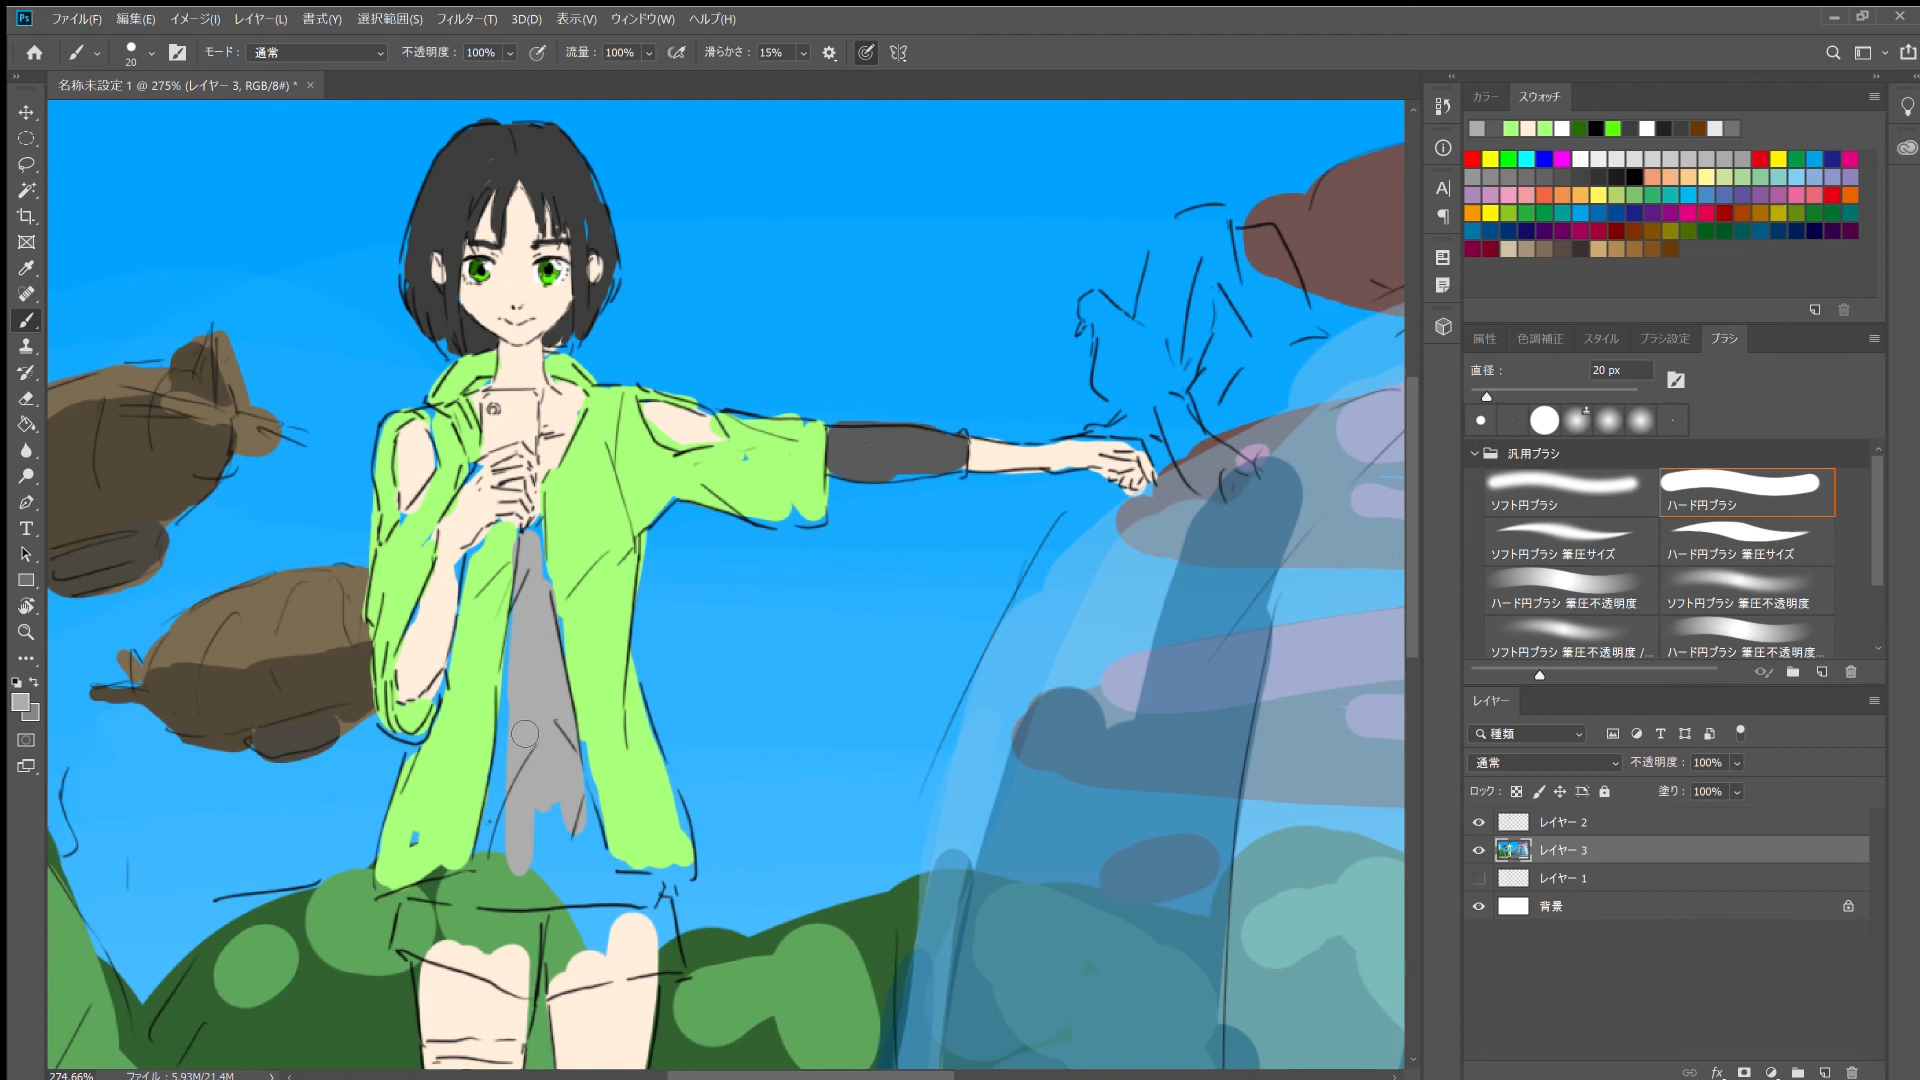 Ps ファイル(F) 編集(E) イメージ(I) レイヤー(L) 書式(Y) 選択範囲(S) フィルター(T) 3D(D) 表示(V) ウィンドウ(W) ヘルプ(H)
20 モード： 通常 不透明度： 100% 流量： 100% 滑らかさ： 15%
名称未設定 1 @ 275% (レイヤー 3, RGB/8#) *
カラー スウォッチ
属性 色調補正 スタイル ブラシ設定 ブラシ
直径： 20 px
汎用ブラシ
ソフト円ブラシ ハード円ブラシ
ソフト円ブラシ 筆圧サイズ ハード円ブラシ 筆圧サイズ
ハード円ブラシ 筆圧不透明度 ソフト円ブラシ 筆圧不透明度
ソフト円ブラシ 筆圧不透明度 /... ハード円ブラシ 筆圧不透明度...
レイヤー
種類
通常 不透明度： 100%
ロック： 塗り： 100%
レイヤー 2
レイヤー 3
レイヤー 1
背景
fx
274.66% ファイル：5.93M/21.4M